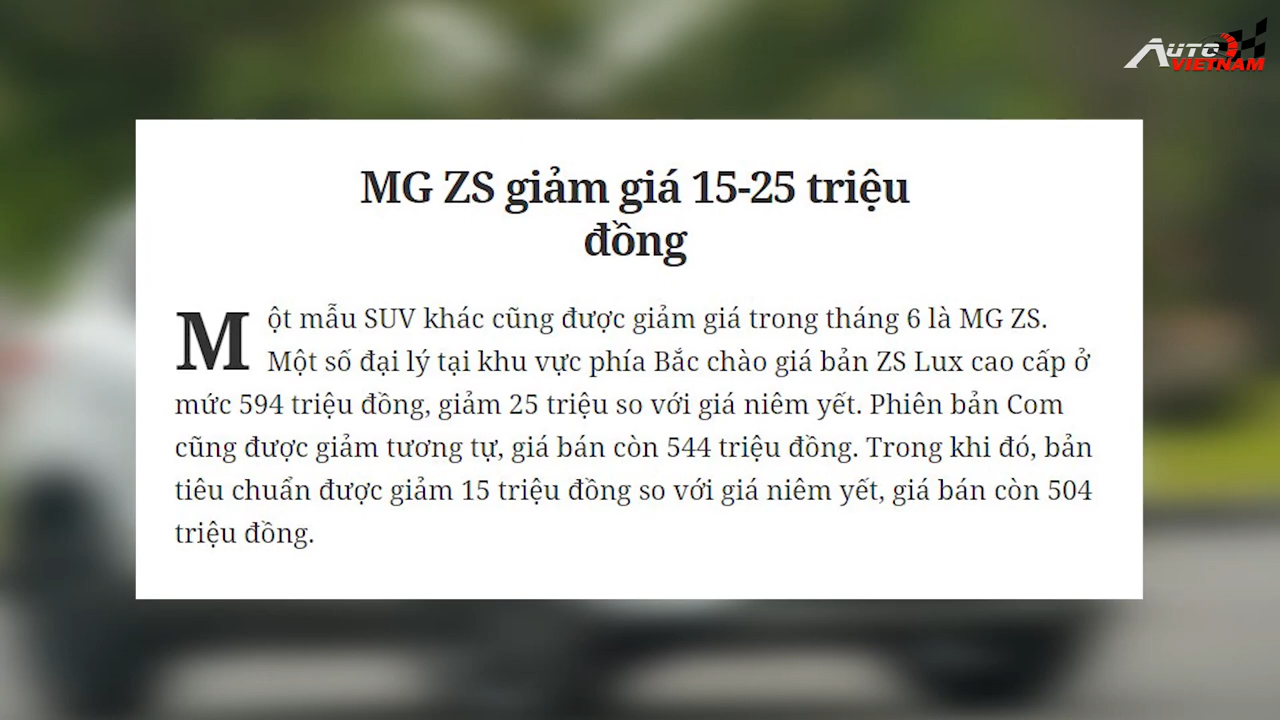 AUTO
VIETNAM
MG ZS giảm giá 15-25 triệu
đồng
Một mẫu SUV khác cũng được giảm giá trong tháng 6 là MG ZS.
Một số đại lý tại khu vực phía Bắc chào giá bản ZS Lux cao cấp ở
mức 594 triệu đồng, giảm 25 triệu so với giá niêm yết. Phiên bản Com
cũng được giảm tương tự, giá bán còn 544 triệu đồng. Trong khi đó, bản
tiêu chuẩn được giảm 15 triệu đồng so với giá niêm yết, giá bán còn 504
triệu đồng.